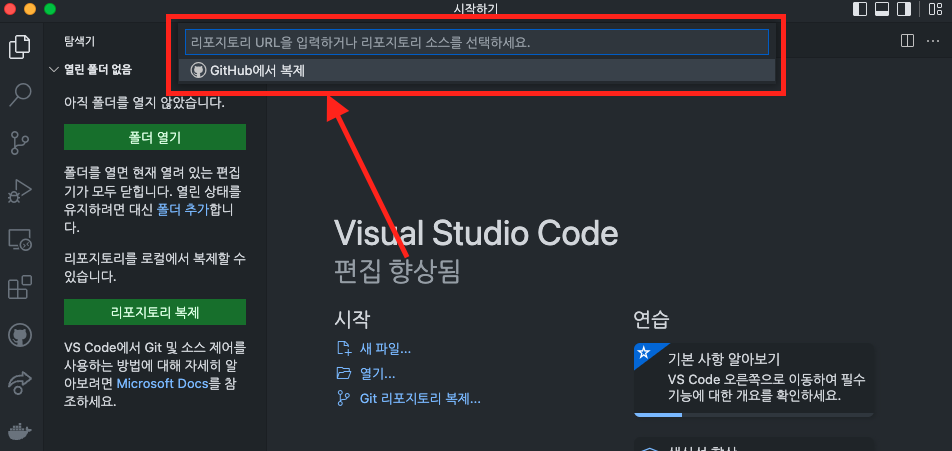 시작하기
탐색기
리포지토리 URL을 입력하거나 리포지토리 소스를 선택하세요.
GitHub에서 복제
열린 폴더 없음
아직 폴더를 열지 않았습니다.
폴더 열기
폴더를 열면 현재 열려 있는 편집
기가 모두 닫힙니다. 열린 상태를
유지하려면 대신 폴더 추가합니
다.
리포지토리를 로컬에서 복제할 수
있습니다.
리포지토리 복제
VS Code에서 Git 및 소스 제어를
사용하는 방법에 대해 자세히 알
아보려면 Microsoft Docs를 참
조하세요.
Visual Studio Code
편집 향상됨
시작
새 파일...
열기...
Git 리포지토리 복제...
연습
기본 사항 알아보기
VS Code 오른쪽으로 이동하여 필수
기능에 대한 개요를 확인하세요.